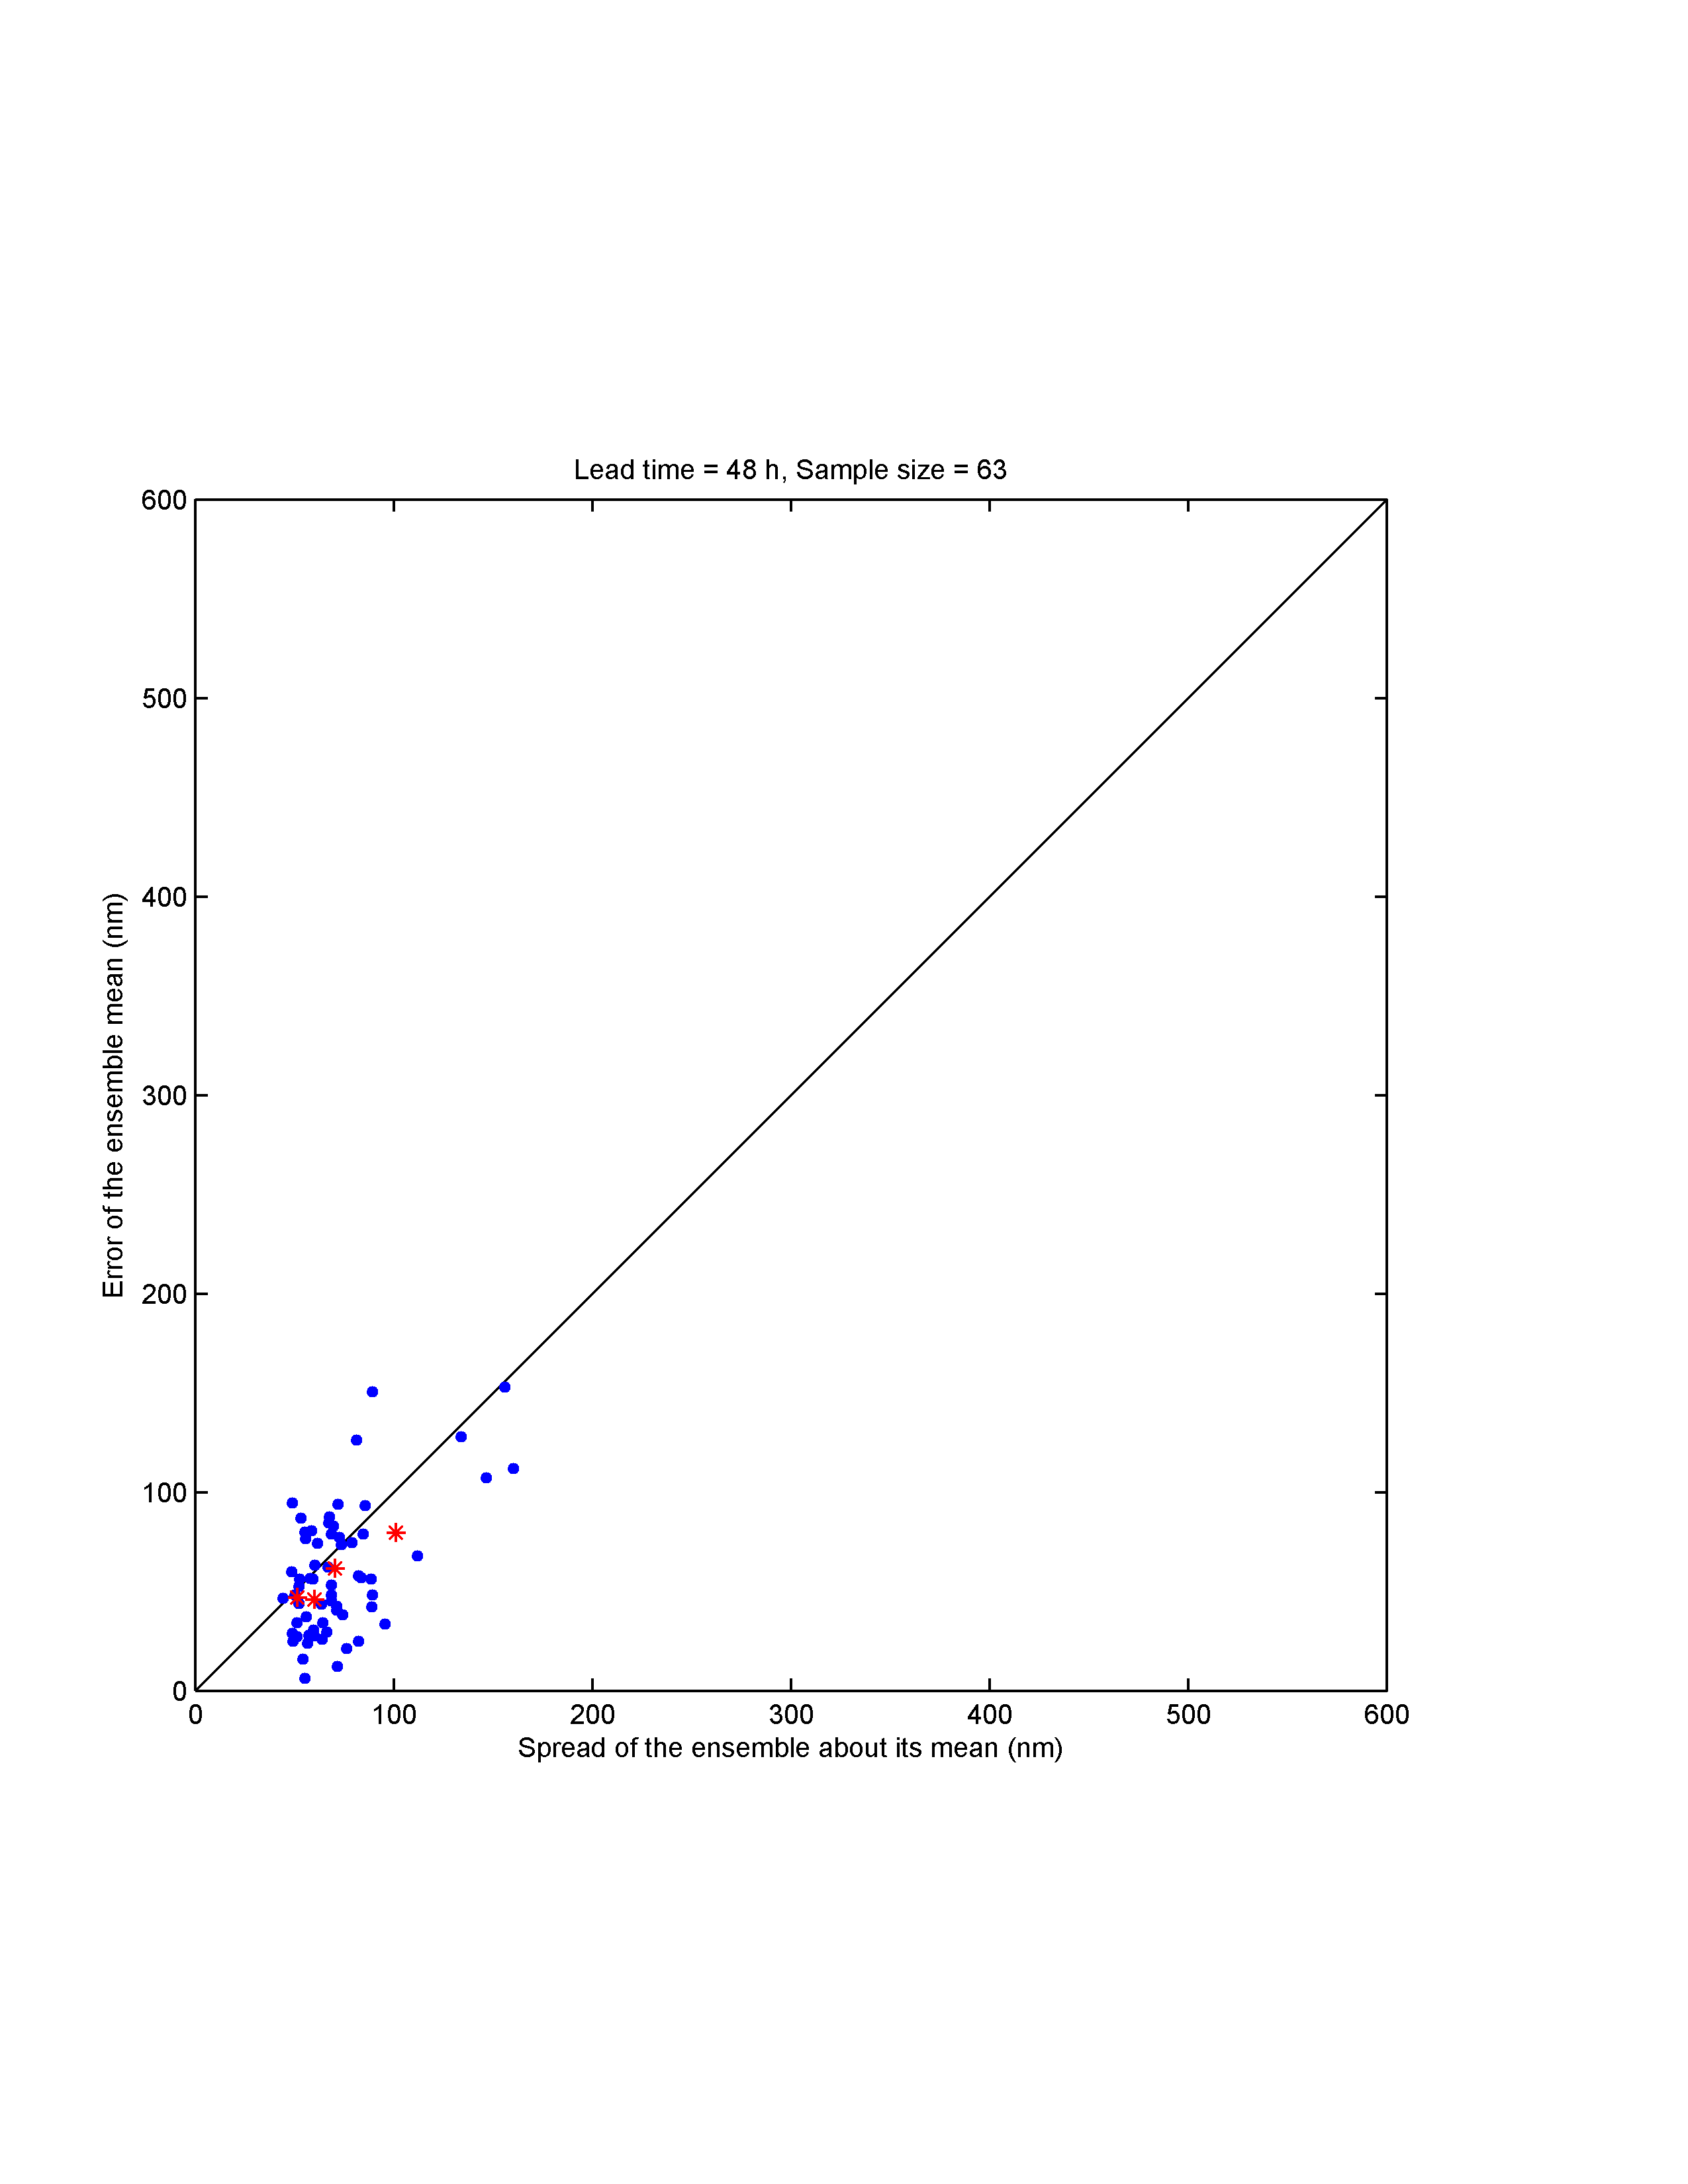 Lead time = 48 h, Sample size = 63
600
500
400
300
200
100
0
Error of the ensemble mean (nm)
0 100 200 300 400 500 600
Spread of the ensemble about its mean (nm)